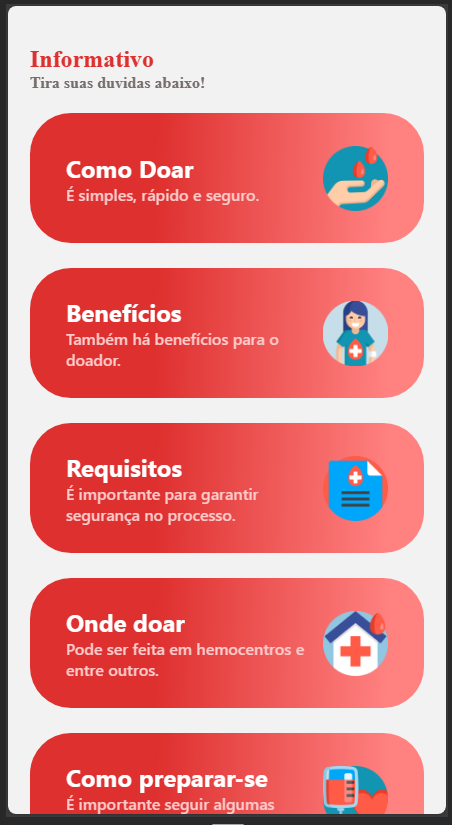 Informativo
Tira suas duvidas abaixo!
Como Doar
É simples, rápido e seguro.
Benefícios
Também há benefícios para o
doador.
Requisitos
É importante para garantir
segurança no processo.
Onde doar
Pode ser feita em hemocentros e
entre outros.
Como preparar-se
É importante seguir algumas